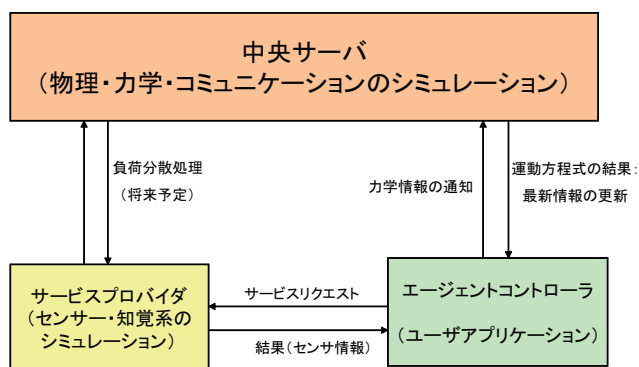 中央サーバ
（物理・力学・コミュニケーションのシミュレーション）
負荷分散処理
（将来予定）
力学情報の通知
運動方程式の結果：
最新情報の更新
サービスプロバイダ
（センサー・知覚系の
シミュレーション）
サービスリクエスト
結果（センサ情報）
エージェントコントローラ
（ユーザアプリケーション）